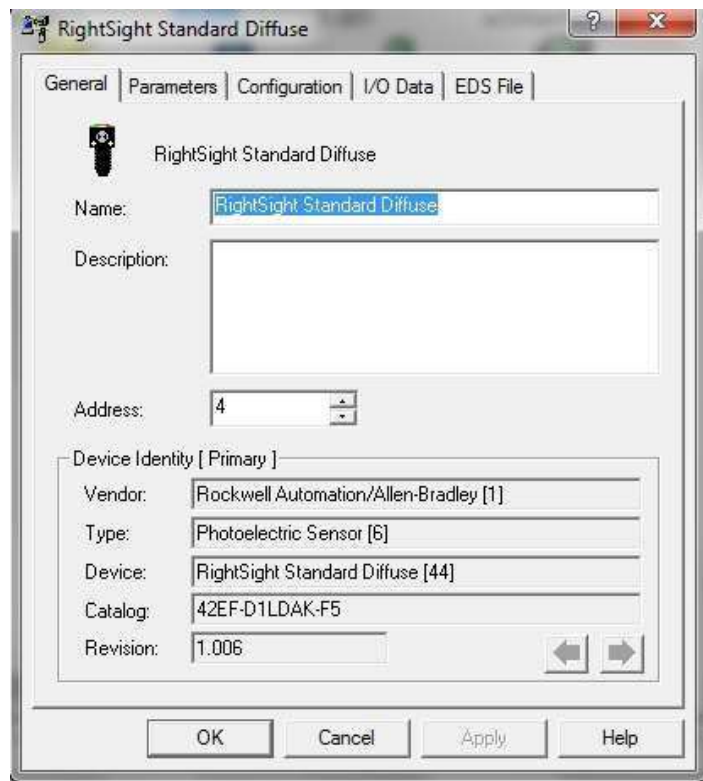 RightSight Standard Diffuse
General Parameters Configuration I/O Data EDS File
RightSight Standard Diffuse
Name: RightSight Standard Diffuse
Description:
Address: 4
Device Identity [ Primary ]
Vendor: Rockwell Automation/Allen-Bradley [1]
Type: Photoelectric Sensor [6]
Device: RightSight Standard Diffuse [44]
Catalog: 42EF-D1LDAK-F5
Revision: 1.006
OK Cancel Apply Help